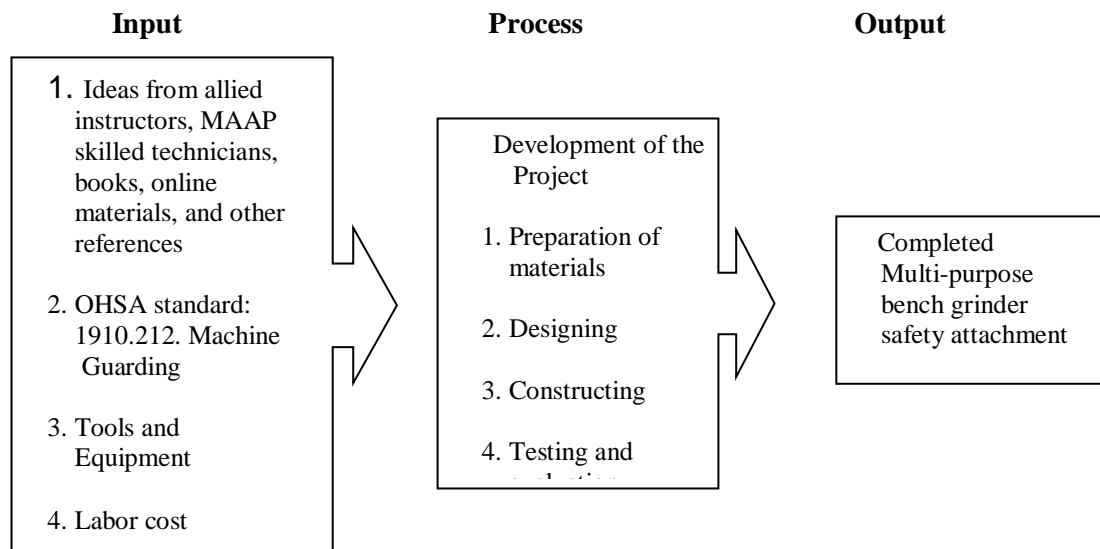 Input
Process
Output
1. Ideas from allied
instructors, MAAP
skilled technicians,
books, online
materials, and other
references
2. OHSA standard:
1910.212. Machine
Guarding
3. Tools and
Equipment
4. Labor cost
Development of the
Project
1. Preparation of
materials
2. Designing
3. Constructing
4. Testing and
Completed
Multi-purpose
bench grinder
safety attachment